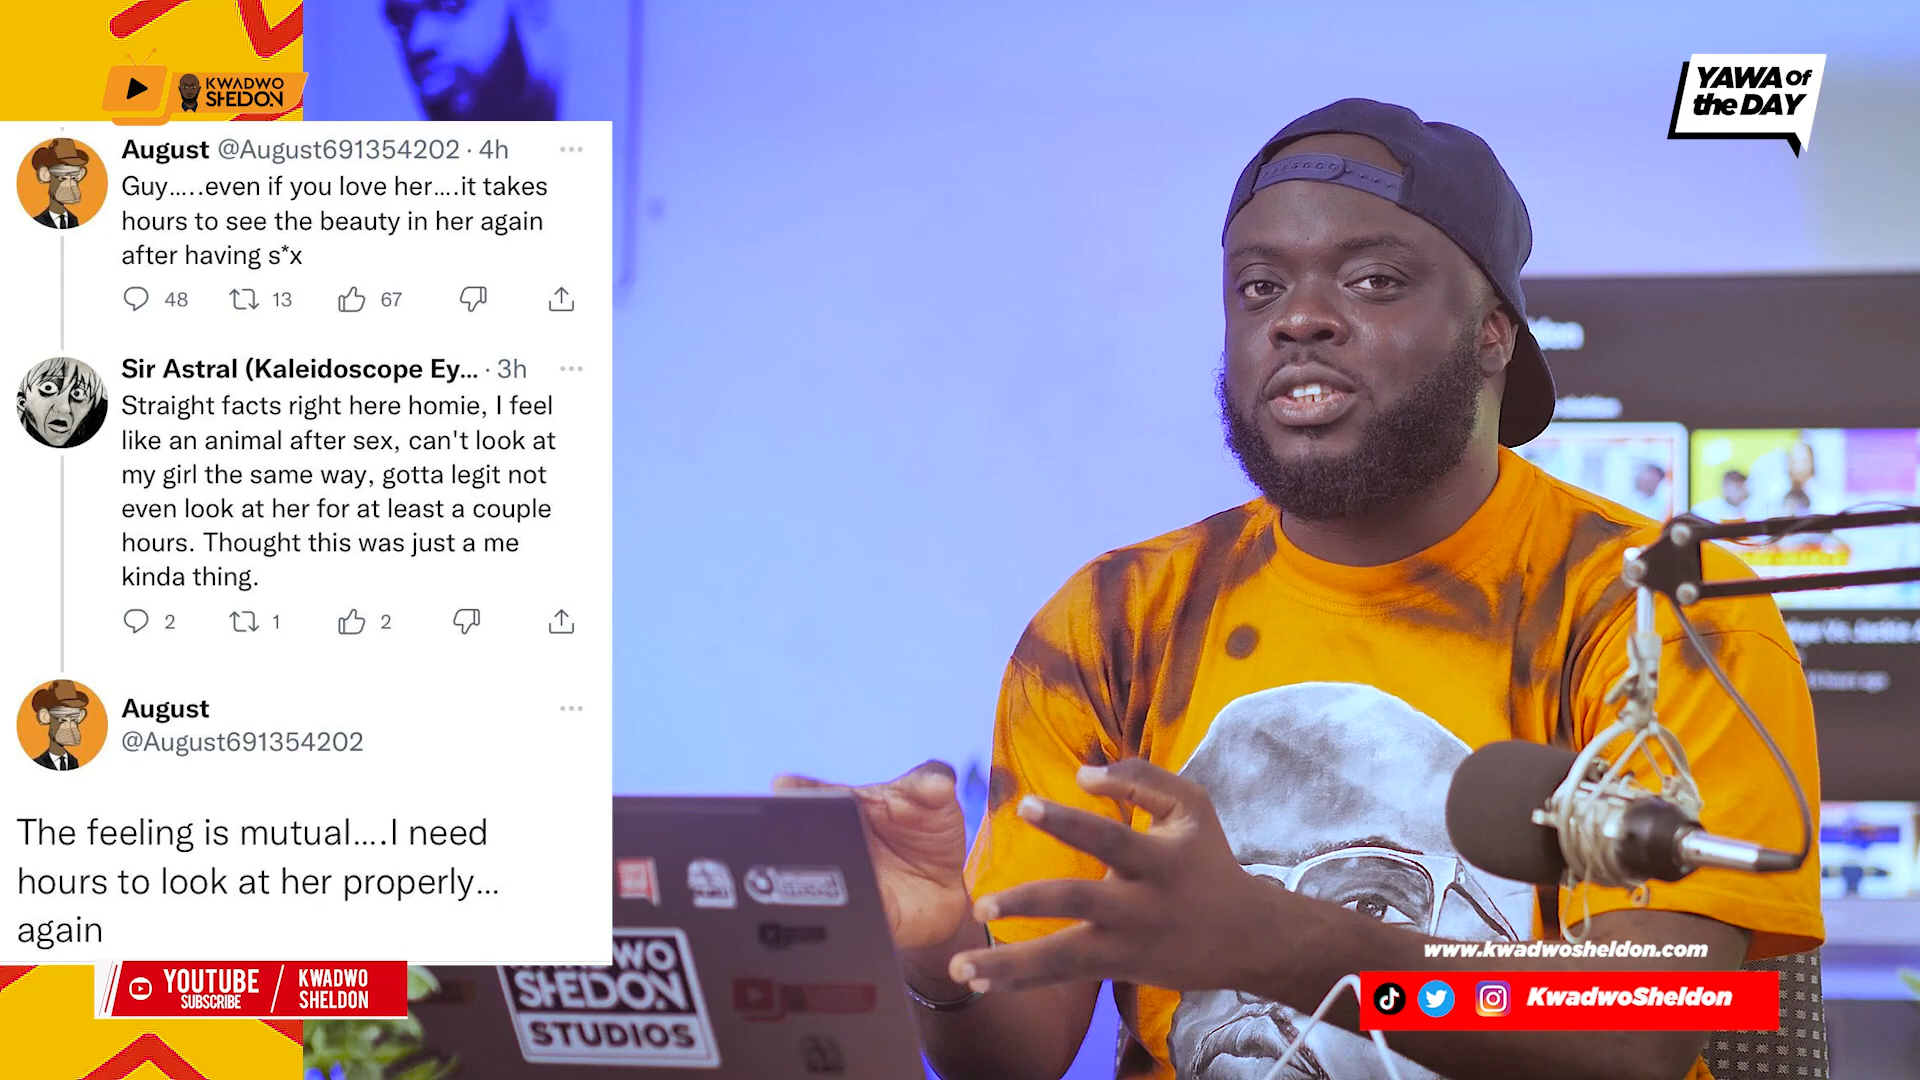 KWADWO
SHEDON
YAWA of
the DAY
August @August691354202 · 4h
Guy.....even if you love her....it takes
hours to see the beauty in her again
after having s*x
48 13 67
Sir Astral (Kaleidoscope Ey... · 3h
Straight facts right here homie, I feel
like an animal after sex, can't look at
my girl the same way, gotta legit not
even look at her for at least a couple
hours. Thought this was just a me
kinda thing.
2 1 2
August
@August691354202
The feeling is mutual....I need
hours to look at her properly...
again
YOUTUBE
SUBSCRIBE
KWADWO
SHELDON
SHEDON
STUDIOS
www.kwadwosheldon.com
KwadwoSheldon